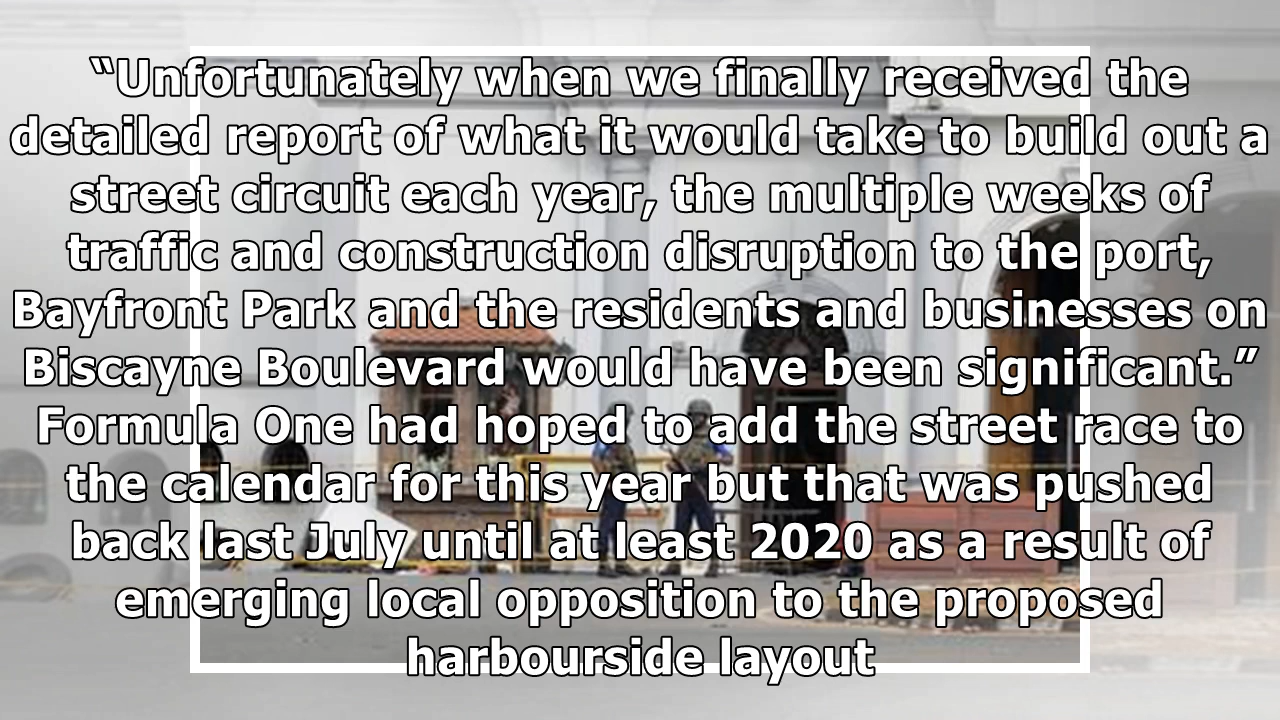 “Unfortunately when we finally received the
detailed report of what it would take to build out a
street circuit each year, the multiple weeks of
traffic and construction disruption to the port,
Bayfront Park and the residents and businesses on
Biscayne Boulevard would have been significant.”
Formula One had hoped to add the street race to
the calendar for this year but that was pushed
back last July until at least 2020 as a result of
emerging local opposition to the proposed
harbourside layout